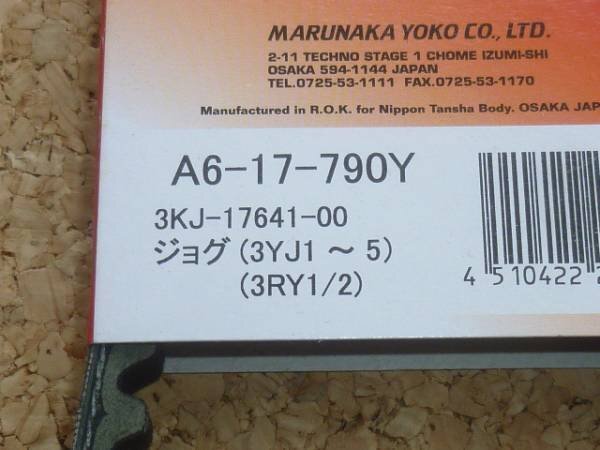 MARUNAKA YOKO CO., LTD.
2-11 TECHNO STAGE 1 CHOME IZUMI-SHI
OSAKA 594-1144 JAPAN
TEL.0725-53-1111 FAX.0725-53-1170
Manufactured in R.O.K. for Nippon Tansha Body. OSAKA JAP
A6-17-790Y
3KJ-17641-00
ジョグ (3YJ1 ~ 5)
(3RY1/2)
4 510422